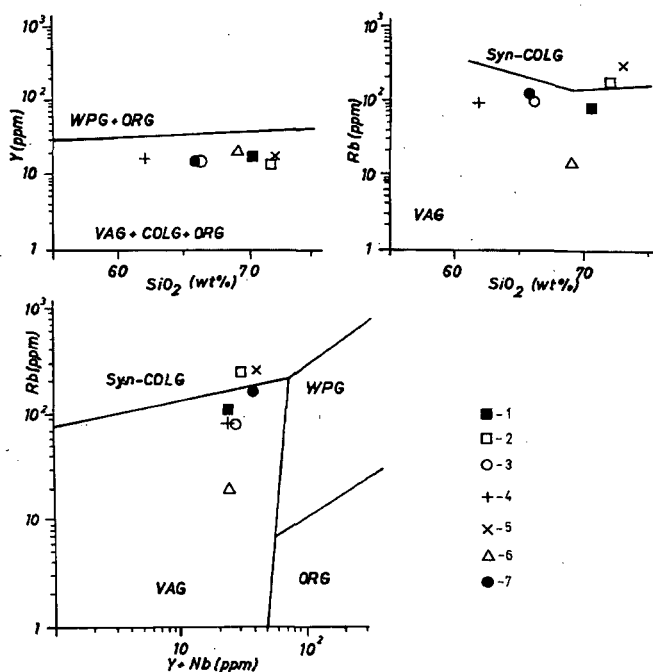 10³
10²
10
1
Y (ppm)
WPG + ORG
VAG + COLG + ORG
60
70
SiO₂ (wt%)
10³
10²
10
1
Rb (ppm)
Syn-COLG
VAG
60
70
SiO₂ (wt%)
10³
10²
10
1
Rb (ppm)
Syn-COLG
WPG
VAG
ORG
10
10²
Y + Nb (ppm)
-1
-2
-3
-4
-5
-6
-7